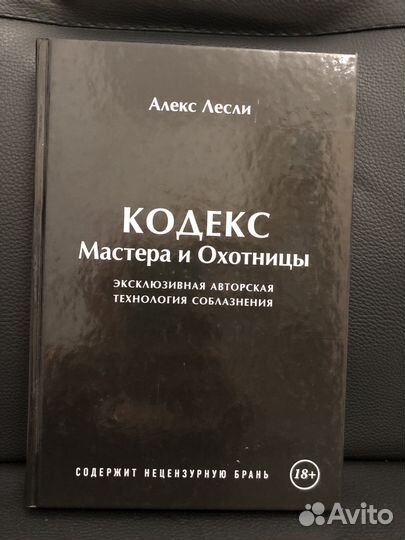 Алекс Лесли
КОДЕКС
Мастера и Охотницы
ЭКСКЛЮЗИВНАЯ АВТОРСКАЯ
ТЕХНОЛОГИЯ СОБЛАЗНЕНИЯ
СОДЕРЖИТ НЕЦЕНЗУРНУЮ БРАНЬ 18+
Avito